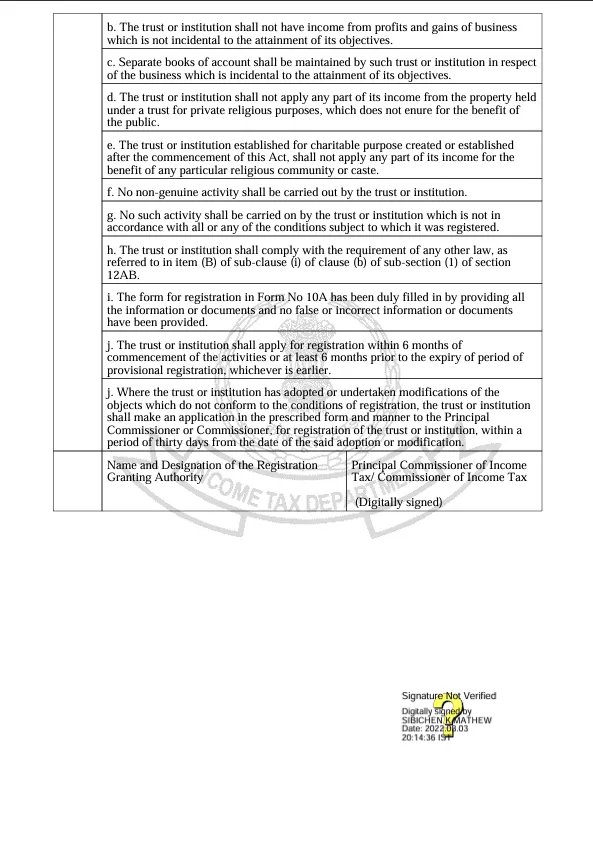 b. The trust or institution shall not have income from profits and gains of business
which is not incidental to the attainment of its objectives.
c. Separate books of account shall be maintained by such trust or institution in respect
of the business which is incidental to the attainment of its objectives.
d. The trust or institution shall not apply any part of its income from the property held
under a trust for private religious purposes, which does not enure for the benefit of
the public.
e. The trust or institution established for charitable purpose created or established
after the commencement of this Act, shall not apply any part of its income for the
benefit of any particular religious community or caste.
f. No non-genuine activity shall be carried out by the trust or institution.
g. No such activity shall be carried on by the trust or institution which is not in
accordance with all or any of the conditions subject to which it was registered.
h. The trust or institution shall comply with the requirement of any other law, as
referred to in item (B) of sub-clause (i) of clause (b) of sub-section (1) of section
12AB.
i. The form for registration in Form No 10A has been duly filled in by providing all
the information or documents and no false or incorrect information or documents
have been provided.
j. The trust or institution shall apply for registration within 6 months of
commencement of the activities or at least 6 months prior to the expiry of period of
provisional registration, whichever is earlier.
j. Where the trust or institution has adopted or undertaken modifications of the
objects which do not conform to the conditions of registration, the trust or institution
shall make an application in the prescribed form and manner to the Principal
Commissioner or Commissioner, for registration of the trust or institution, within a
period of thirty days from the date of the said adoption or modification.
Name and Designation of the Registration
Granting Authority
Principal Commissioner of Income
Tax/ Commissioner of Income Tax
(Digitally signed)
INCOME TAX DEPARTMENT
Signature Not Verified
Digitally signed by
SIBICHEN K MATHEW
Date: 2022.03
20:14:36 IST